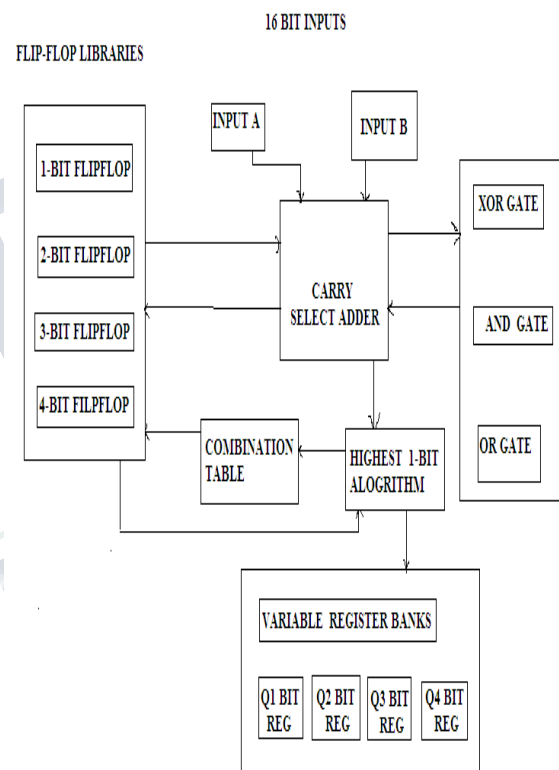 16 BIT INPUTS
FLIP-FLOP LIBRARIES
INPUT A
INPUT B
1-BIT FLIPFLOP
2-BIT FLIPFLOP
3-BIT FLIPFLOP
4-BIT FILPFLOP
CARRY
SELECT ADDER
XOR GATE
AND GATE
OR GATE
COMBINATION
TABLE
HIGHEST 1-BIT
ALOGRITHM
VARIABLE REGISTER BANKS
Q1 BIT
REG
Q2 BIT
REG
Q3 BIT
REG
Q4 BIT
REG